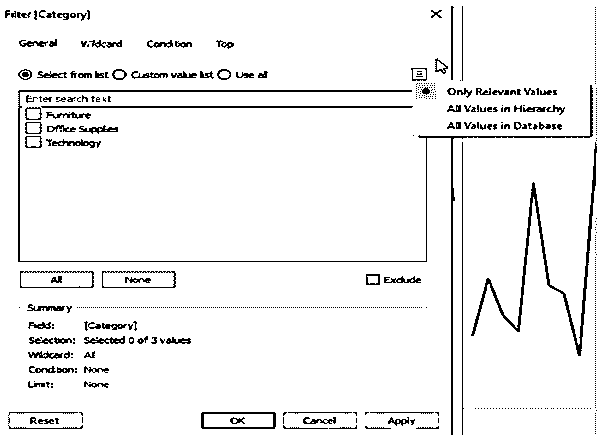 Filter [Category]
General Wildcard Condition Top
Select from list Custom value list Use all
Only Relevant Values
All Values in Hierarchy
All Values in Database
Enter search text
Furniture
Office Supplies
Technology
All None Exclude
Summary
Field: [Category]
Selection: Selected 0 of 3 values
Wildcard: All
Condition: None
Limit: None
Reset OK Cancel Apply